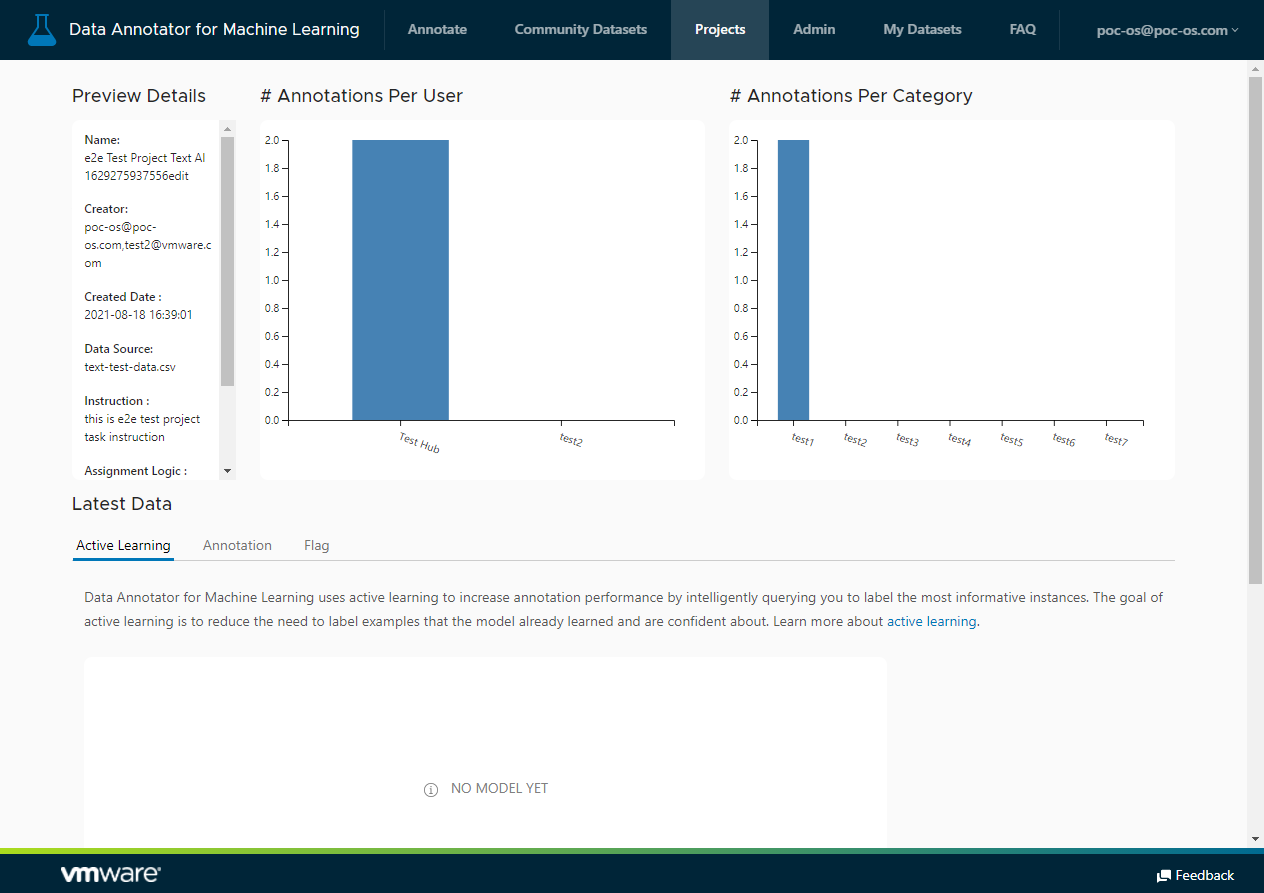 Data Annotator for Machine Learning
Annotate
Community Datasets
Projects
Admin
My Datasets
FAQ
poc-os@poc-os.com
Preview Details
Name:
e2e Test Project Text Al
1629275937556edit
Creator:
poc-os@poc-
os.com,test2@vmware.c
om
Created Date :
2021-08-18 16:39:01
Data Source:
text-test-data.csv
Instruction :
this is e2e test project
task instruction
Assignment Logic :
# Annotations Per User
2.0
1.8
1.6
1.4
1.2
1.0
0.8
0.6
0.4
0.2
0.0
Test Hub
test2
# Annotations Per Category
2.0
1.8
1.6
1.4
1.2
1.0
0.8
0.6
0.4
0.2
0.0
test1
test2
test3
test4
test5
test6
test7
Latest Data
Active Learning
Annotation
Flag
Data Annotator for Machine Learning uses active learning to increase annotation performance by intelligently querying you to label the most informative instances. The goal of
active learning is to reduce the need to label examples that the model already learned and are confident about. Learn more about active learning.
NO MODEL YET
vmware
Feedback